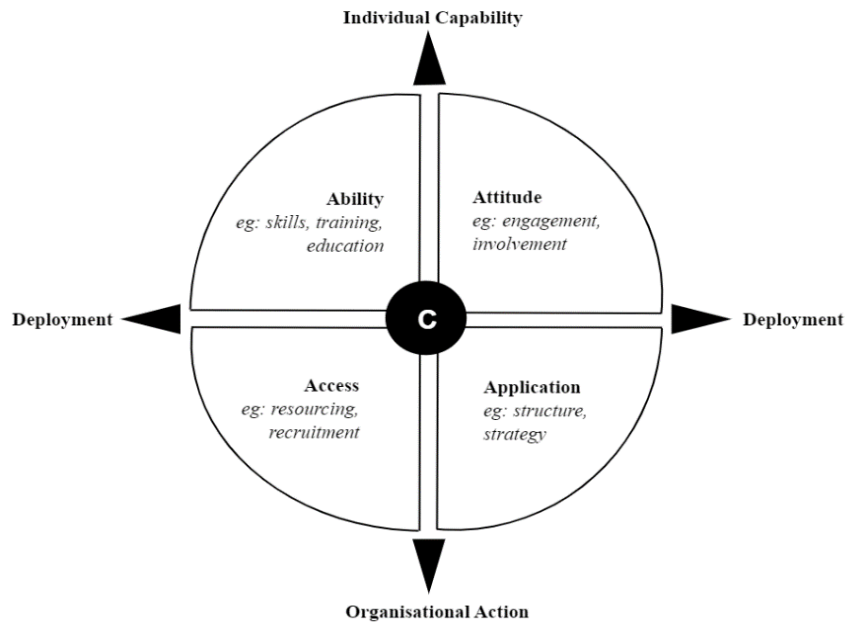 Individual Capability
Ability
eg: skills, training,
education
Attitude
eg: engagement,
involvement
Deployment
C
Deployment
Access
eg: resourcing,
recruitment
Application
eg: structure,
strategy
Organisational Action